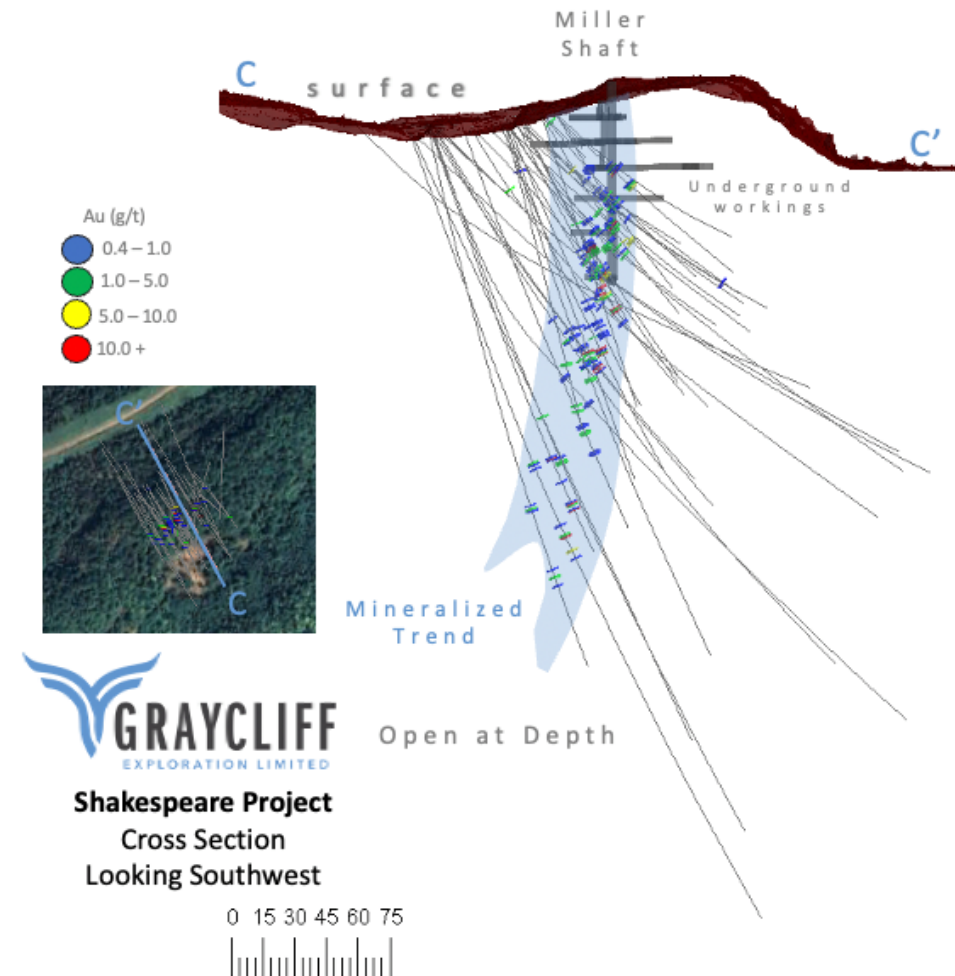 Miller
Shaft
C
surface
C'
Underground
workings
Au (g/t)
0.4 – 1.0
1.0 – 5.0
5.0 – 10.0
10.0 +
C'
C
Mineralized
Trend
Open at Depth
GRAYCLIFF
EXPLORATION LIMITED
Shakespeare Project
Cross Section
Looking Southwest
0 15 30 45 60 75